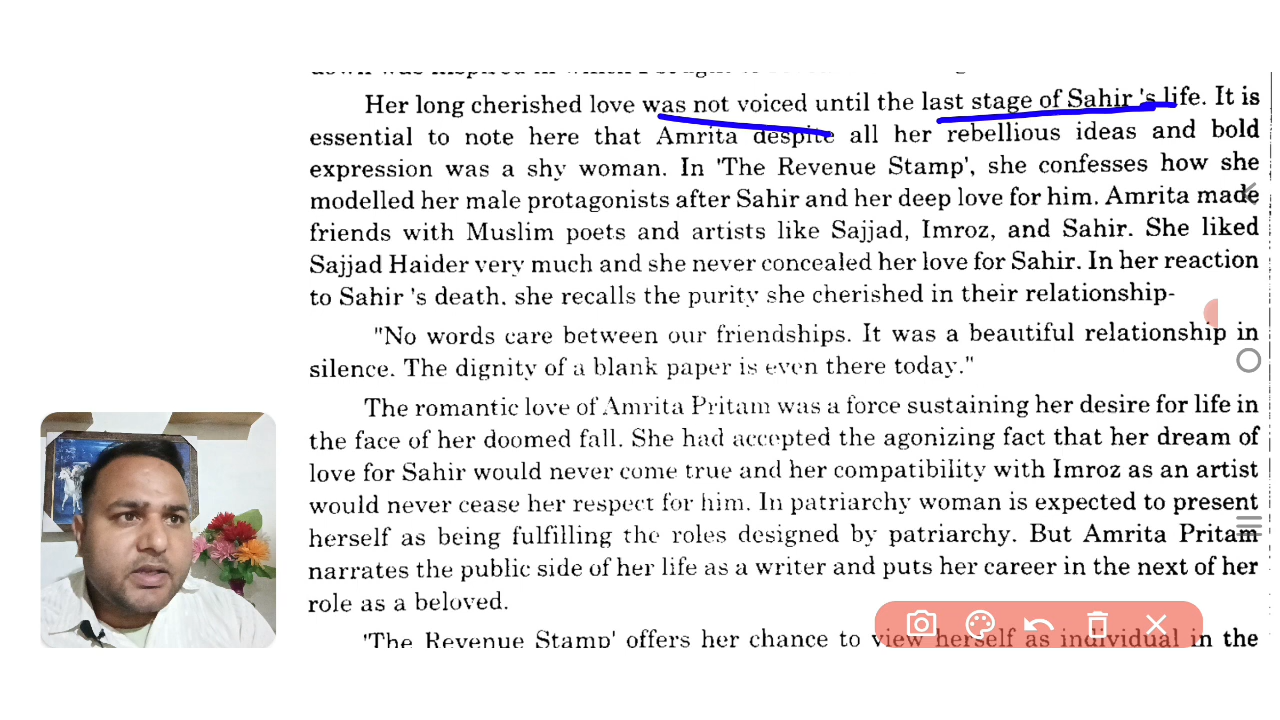 Her long cherished love was not voiced until the last stage of Sahir 's life. It is
essential to note here that Amrita despite all her rebellious ideas and bold
expression was a shy woman. In 'The Revenue Stamp', she confesses how she
modelled her male protagonists after Sahir and her deep love for him. Amrita made
friends with Muslim poets and artists like Sajjad, Imroz, and Sahir. She liked
Sajjad Haider very much and she never concealed her love for Sahir. In her reaction
to Sahir 's death, she recalls the purity she cherished in their relationship-
"No words care between our friendships. It was a beautiful relationship in
silence. The dignity of a blank paper is even there today."
The romantic love of Amrita Pritam was a force sustaining her desire for life in
the face of her doomed fall. She had accepted the agonizing fact that her dream of
love for Sahir would never come true and her compatibility with Imroz as an artist
would never cease her respect for him. In patriarchy woman is expected to present
herself as being fulfilling the roles designed by patriarchy. But Amrita Pritam
narrates the public side of her life as a writer and puts her career in the next of her
role as a beloved.
'The Revenue Stamp' offers her chance to view herself as individual in the